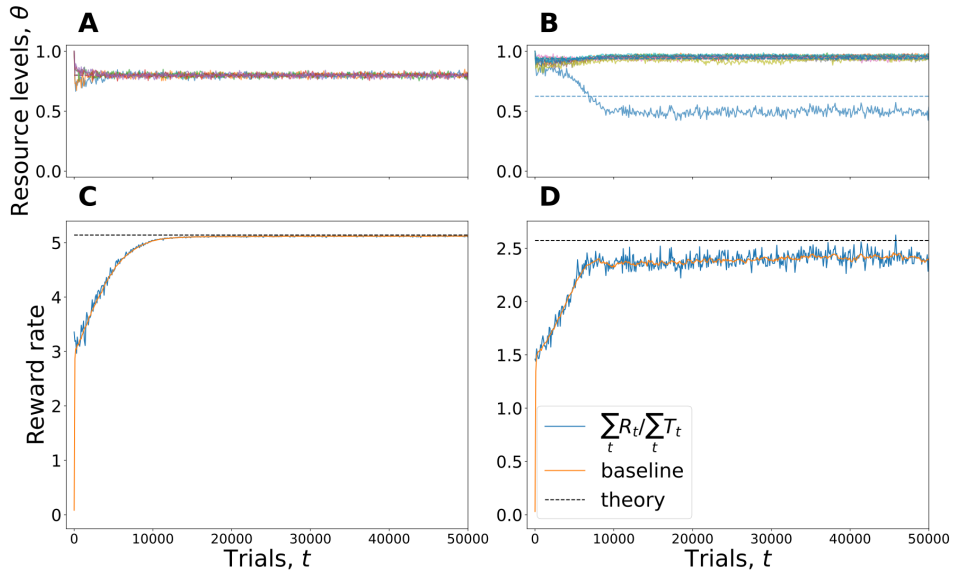 A
B
Resource levels, θ
1.0
0.5
0.0
1.0
0.5
0.0
C
D
Reward rate
5
4
3
2
1
0
2.5
2.0
1.5
1.0
0.5
0.0
∑ₜ Rₜ/∑ₜ Tₜ
baseline
theory
0 10000 20000 30000 40000 50000
0 10000 20000 30000 40000 50000
Trials, t
Trials, t